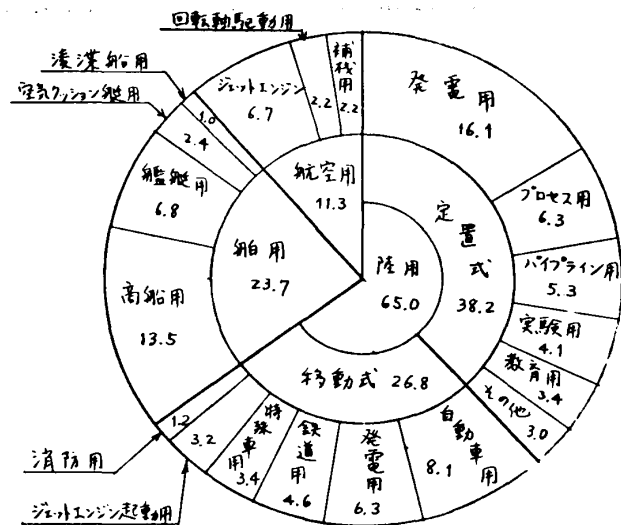 回転軸駆動用
浚渫船用
空気クッション艇用
ジェットエンジン
6.7
2.2
補機用
2.2
発電用
16.1
1.0
2.4
艦艇用
6.8
航空用
11.3
定置式
38.2
プロセス用
6.3
パイプライン用
5.3
舶用
23.7
陸用
65.0
商船用
13.5
実験用
4.1
教育用
3.4
その他
3.0
移動式 26.8
1.2
3.2
特殊車用
3.4
鉄道用
4.6
発電用
6.3
自動車用
8.1
消防用
ジェットエンジン起動用